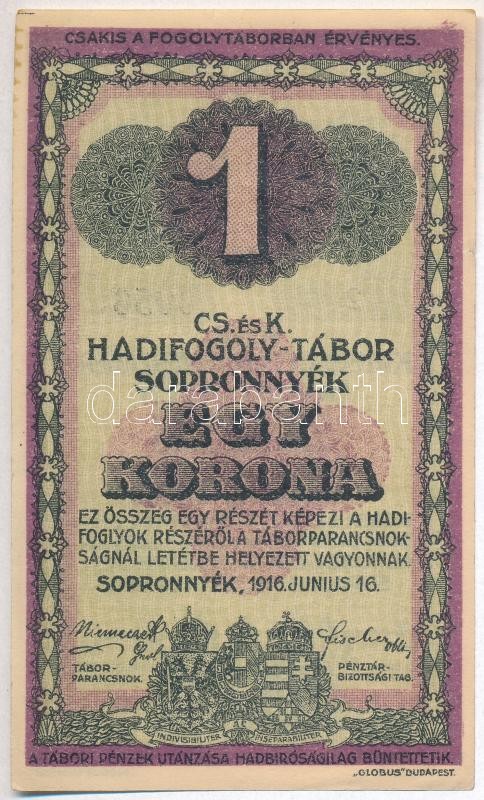 CSAKIS A FOGOLYTÁBORBAN ÉRVÉNYES.
1
CS. ÉS K.
HADIFOGOLY-TÁBOR
SOPRONNYÉK
darabanth
EGY
KORONA
EZ ÖSSZEG EGY RÉSZÉT KÉPEZI A HADI-
FOGLYOK RÉSZÉRŐL A TÁBORPARANCSNOK-
SÁGNÁL LETÉTBE HELYEZETT VAGYONNAK.
SOPRONNYÉK, 1916. JUNIUS 16.
Fischer
TÁBOR-
PARANCSNOK.
PÉNZTÁR-
BIZOTTSÁGI TAG.
INDIVISIBILITER AC INSEPARABILITER
A TÁBORI PÉNZEK UTÁNZÁSA HADBIRÓSÁGILAG BÜNTETTETIK.
„GLOBUS" BUDAPEST.